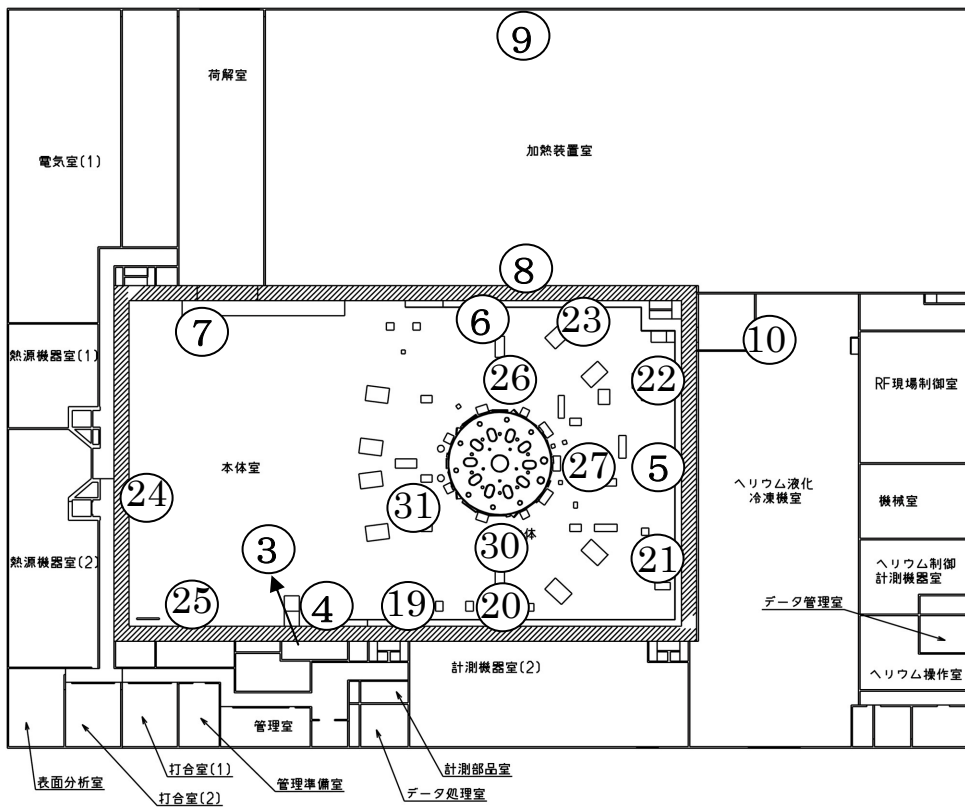 9
荷解室
加熱装置室
電気室(1)
8
7
6
23
10
熱源機器室(1)
26
22
RF現場制御室
本体室
27
5
24
ヘリウム液化
冷凍機室
機械室
31
熱源機器室(2)
3
30
体
21
ヘリウム制御
計測機器室
データ管理室
25
4
19
20
計測機器室(2)
ヘリウム操作室
管理室
表面分析室
打合室(1)
打合室(2)
管理準備室
計測部品室
データ処理室